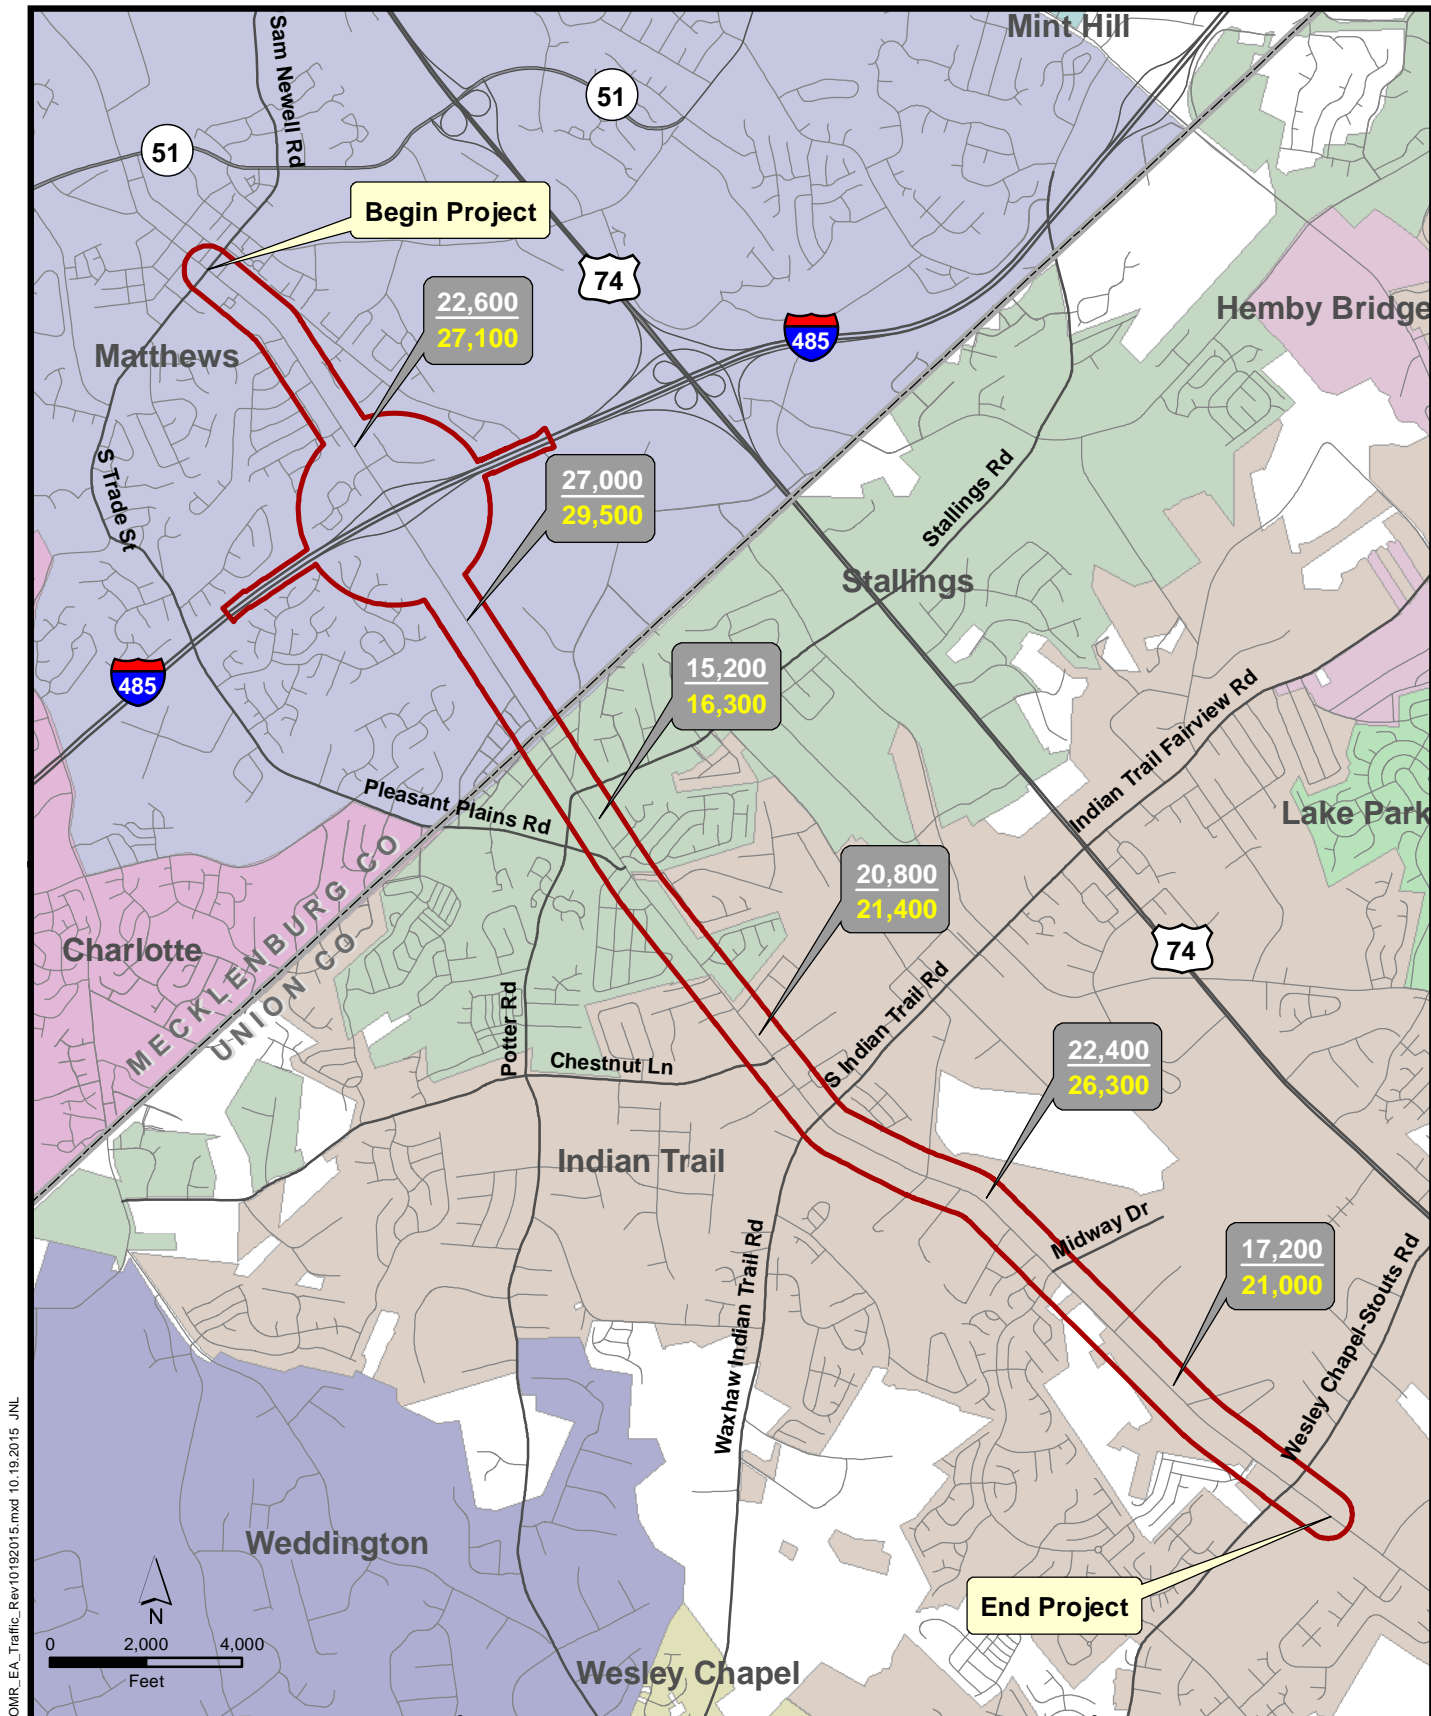 Mint Hill
Sam Newell Rd
51
51
Begin Project
74
22,600
27,100
485
Hemby Bridge
Matthews
S Trade St
27,000
29,500
Stallings Rd
Stallings
485
15,200
16,300
Indian Trail Fairview Rd
Pleasant Plains Rd
Lake Park
20,800
21,400
MECKLENBURG CO
UNION CO
Charlotte
74
S Indian Trail Rd
Potter Rd
Chestnut Ln
22,400
26,300
Indian Trail
Midway Dr
17,200
21,000
Waxhaw Indian Trail Rd
Wesley Chapel-Stouts Rd
Weddington
End Project
N
0 2,000 4,000
Feet
Wesley Chapel
OMR_EA_Traffic_Rev10192015.mxd 10.19.2015 JNL